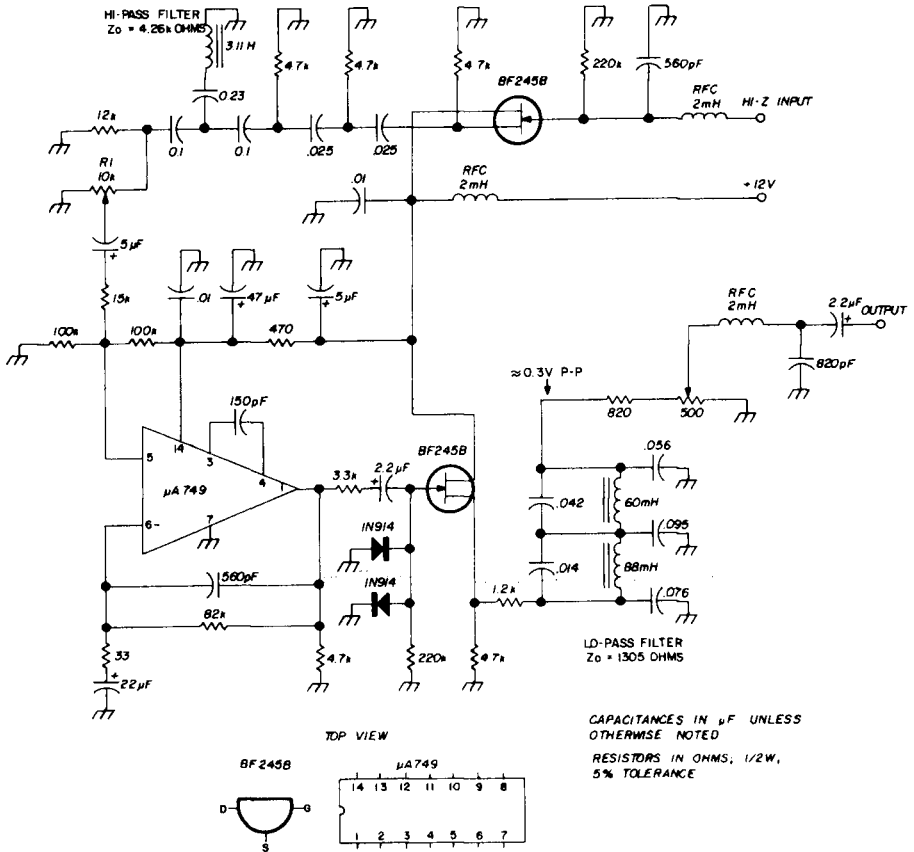 HI-PASS FILTER
Zo = 4.26k OHMS
3.11 H
4.7k
4.7k
4.7k
220k
560pF
BF245B
RFC
2mH
HI-Z INPUT
0.23
12k
0.1
0.1
.025
.025
R1
10k
.01
RFC
2mH
+12V
5µF
15k
.01
47µF
5µF
100k
100k
470
RFC
2mH
2.2µF
OUTPUT
820pF
≈0.3V P-P
820
500
150pF
5
14
3
4
µA749
1
6-
7
3.3k
2.2µF
BF245B
.056
.042
60mH
.095
1N914
.014
88mH
1N914
560pF
1.2k
.076
82k
33
4.7k
220k
4.7k
22µF
LO-PASS FILTER
Zo = 1305 OHMS
CAPACITANCES IN µF UNLESS
OTHERWISE NOTED
RESISTORS IN OHMS; 1/2W,
5% TOLERANCE
TOP VIEW
BF245B
µA749
D
G
S
14 13 12 11 10 9 8
1 2 3 4 5 6 7